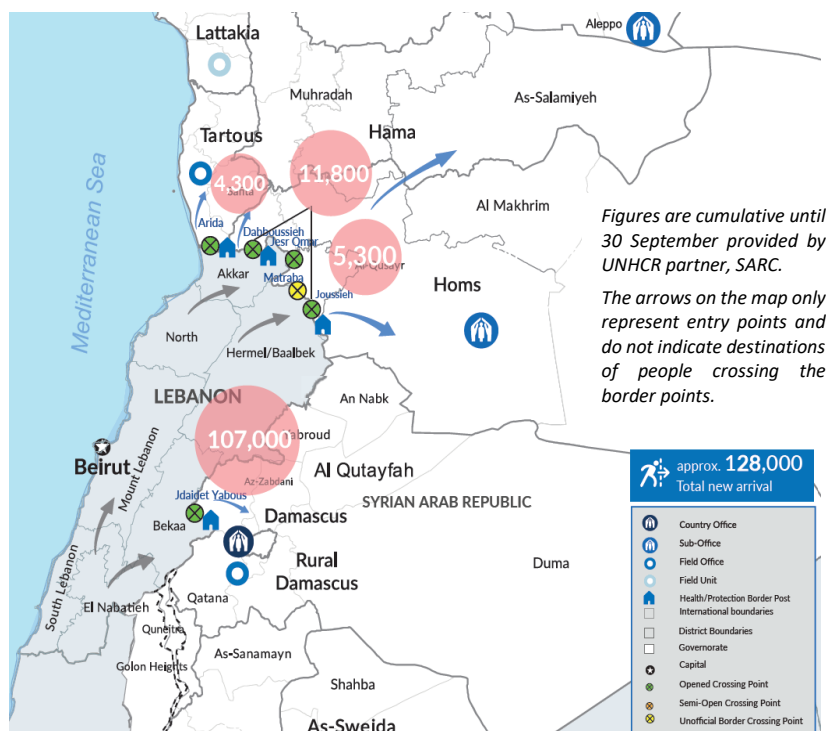 Aleppo
Lattakia
Muhradah
As-Salamiyeh
Tartous
Hama
11,800
4,300
Al Makhrim
Arida
Dabboussieh
Jesr Qmar
5,300
Al-Qusayr
Akkar
Matraba
Joussieh
Homs
Mediterranean Sea
North
Hermel/Baalbek
Figures are cumulative until
30 September provided by
UNHCR partner, SARC.
The arrows on the map only
represent entry points and
do not indicate destinations
of people crossing the
border points.
LEBANON
An Nabk
107,000
Yabroud
Beirut
Mount Lebanon
Al Qutayfah
Az-Zabdani
SYRIAN ARAB REPUBLIC
Jdaidet Yabous
Bekaa
Damascus
Rural
Damascus
Duma
South Lebanon
El Nabatieh
Qatana
Quneitra
Golon Heights
As-Sanamayn
Shahba
As-Sweida
approx. 128,000
Total new arrival
Country Office
Sub-Office
Field Office
Field Unit
Health/Protection Border Post
International boundaries
District Boundaries
Governorate
Capital
Opened Crossing Point
Semi-Open Crossing Point
Unofficial Border Crossing Point